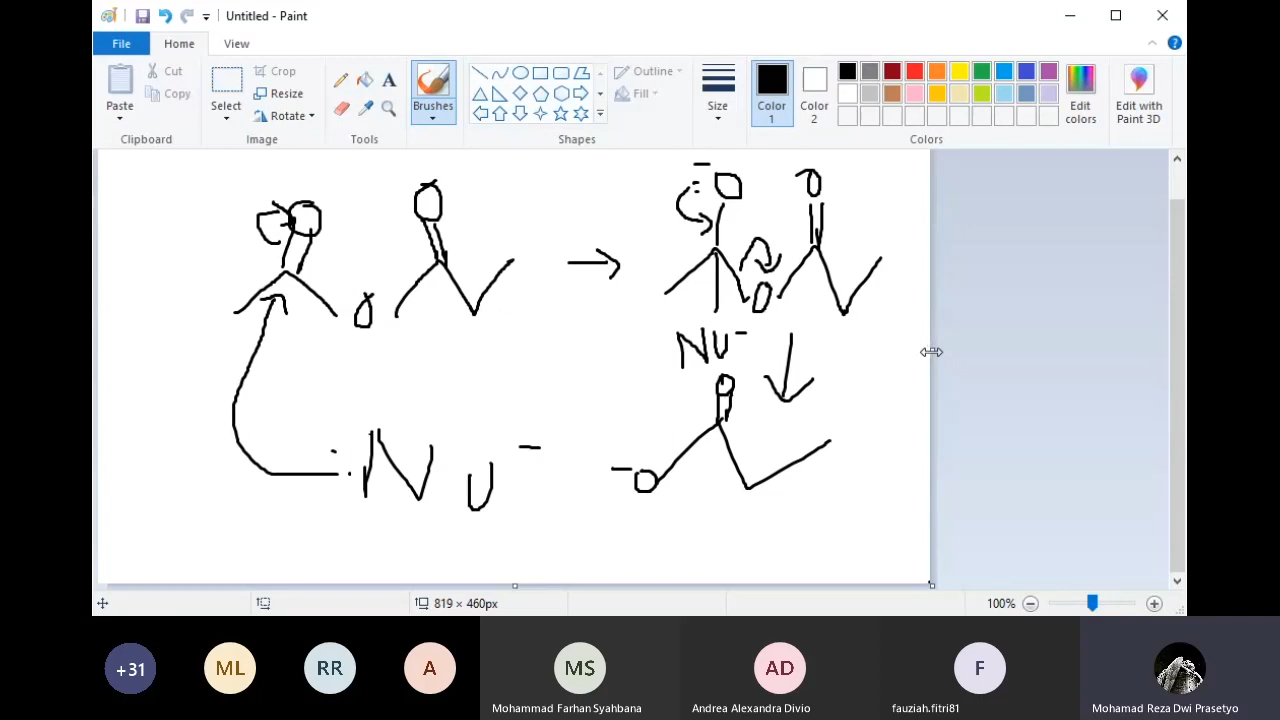 Untitled - Paint
File Home View
Paste
Cut
Copy
Clipboard
Select
Crop
Resize
Rotate
Image
A
Tools
Brushes
Shapes
Outline
Fill
Size
Color 1
Color 2
Edit colors
Colors
Edit with Paint 3D
O O
O
Nu -
- O O
O
Nu -
O
- O
819 × 460px
100%
+31 ML RR A MS AD F
Mohammad Farhan Syahbana Andrea Alexandra Divio fauziah.fitri81 Mohamad Reza Dwi Prasetyo